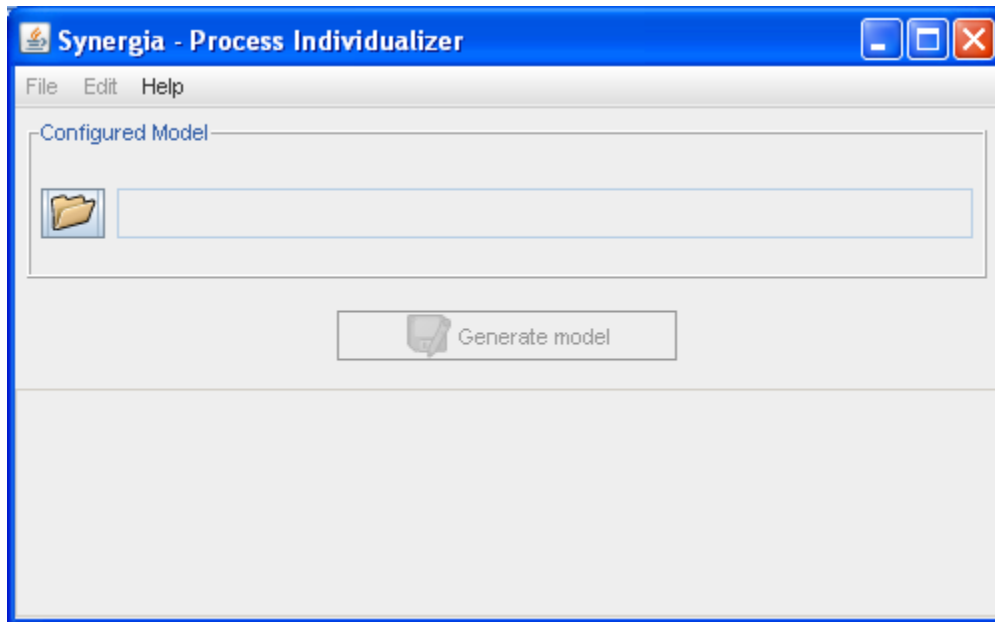 Synergia - Process Individualizer
File Edit Help
Configured Model
Generate model